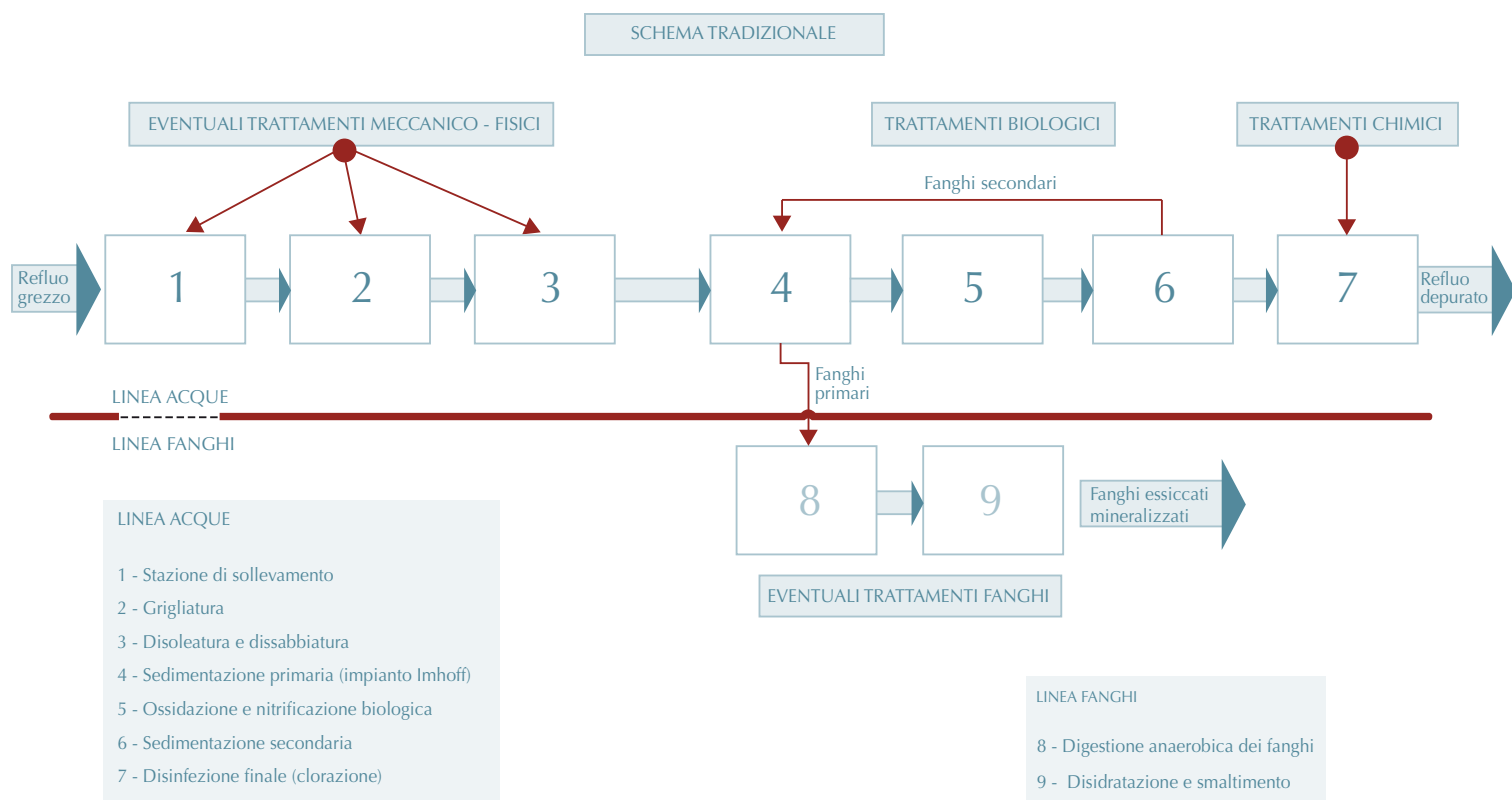 SCHEMA TRADIZIONALE
EVENTUALI TRATTAMENTI MECCANICO - FISICI
TRATTAMENTI BIOLOGICI
TRATTAMENTI CHIMICI
Fanghi secondari
Refluo
grezzo
1
2
3
4
5
6
7
Refluo
depurato
Fanghi
primari
LINEA ACQUE
LINEA FANGHI
8
9
Fanghi essiccati
mineralizzati
EVENTUALI TRATTAMENTI FANGHI
LINEA ACQUE
1 - Stazione di sollevamento
2 - Grigliatura
3 - Disoleatura e dissabbiatura
4 - Sedimentazione primaria (impianto Imhoff)
5 - Ossidazione e nitrificazione biologica
6 - Sedimentazione secondaria
7 - Disinfezione finale (clorazione)
LINEA FANGHI
8 - Digestione anaerobica dei fanghi
9 - Disidratazione e smaltimento